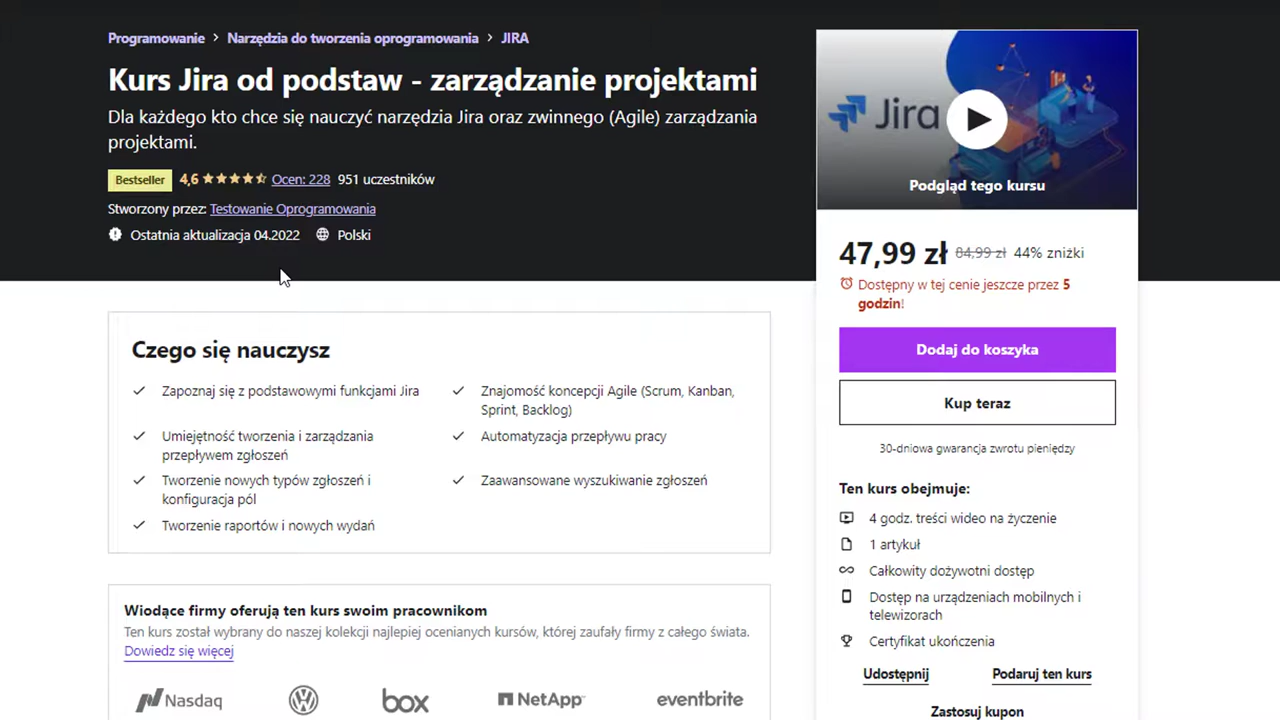 Programowanie > Narzędzia do tworzenia oprogramowania > JIRA
Kurs Jira od podstaw - zarządzanie projektami
Dla każdego kto chce się nauczyć narzędzia Jira oraz zwinnego (Agile) zarządzania
projektami.
Bestseller 4,6 Ocen: 228 951 uczestników
Stworzony przez: Testowanie Oprogramowania
Ostatnia aktualizacja 04.2022 Polski
Jira
Podgląd tego kursu
47,99 zł 84,99 zł 44% zniżki
Dostępny w tej cenie jeszcze przez 5
godzin!
Dodaj do koszyka
Kup teraz
30-dniowa gwarancja zwrotu pieniędzy
Ten kurs obejmuje:
4 godz. treści wideo na życzenie
1 artykuł
Całkowity dożywotni dostęp
Dostęp na urządzeniach mobilnych i
telewizorach
Certyfikat ukończenia
Udostępnij Podaruj ten kurs
Zastosuj kupon
Czego się nauczysz
Zapoznaj się z podstawowymi funkcjami Jira
Znajomość koncepcji Agile (Scrum, Kanban,
Sprint, Backlog)
Umiejętność tworzenia i zarządzania
przepływem zgłoszeń
Automatyzacja przepływu pracy
Tworzenie nowych typów zgłoszeń i
konfiguracja pól
Zaawansowane wyszukiwanie zgłoszeń
Tworzenie raportów i nowych wydań
Wiodące firmy oferują ten kurs swoim pracownikom
Ten kurs został wybrany do naszej kolekcji najlepiej ocenianych kursów, której zaufały firmy z całego świata.
Dowiedz się więcej
Nasdaq box NetApp eventbrite